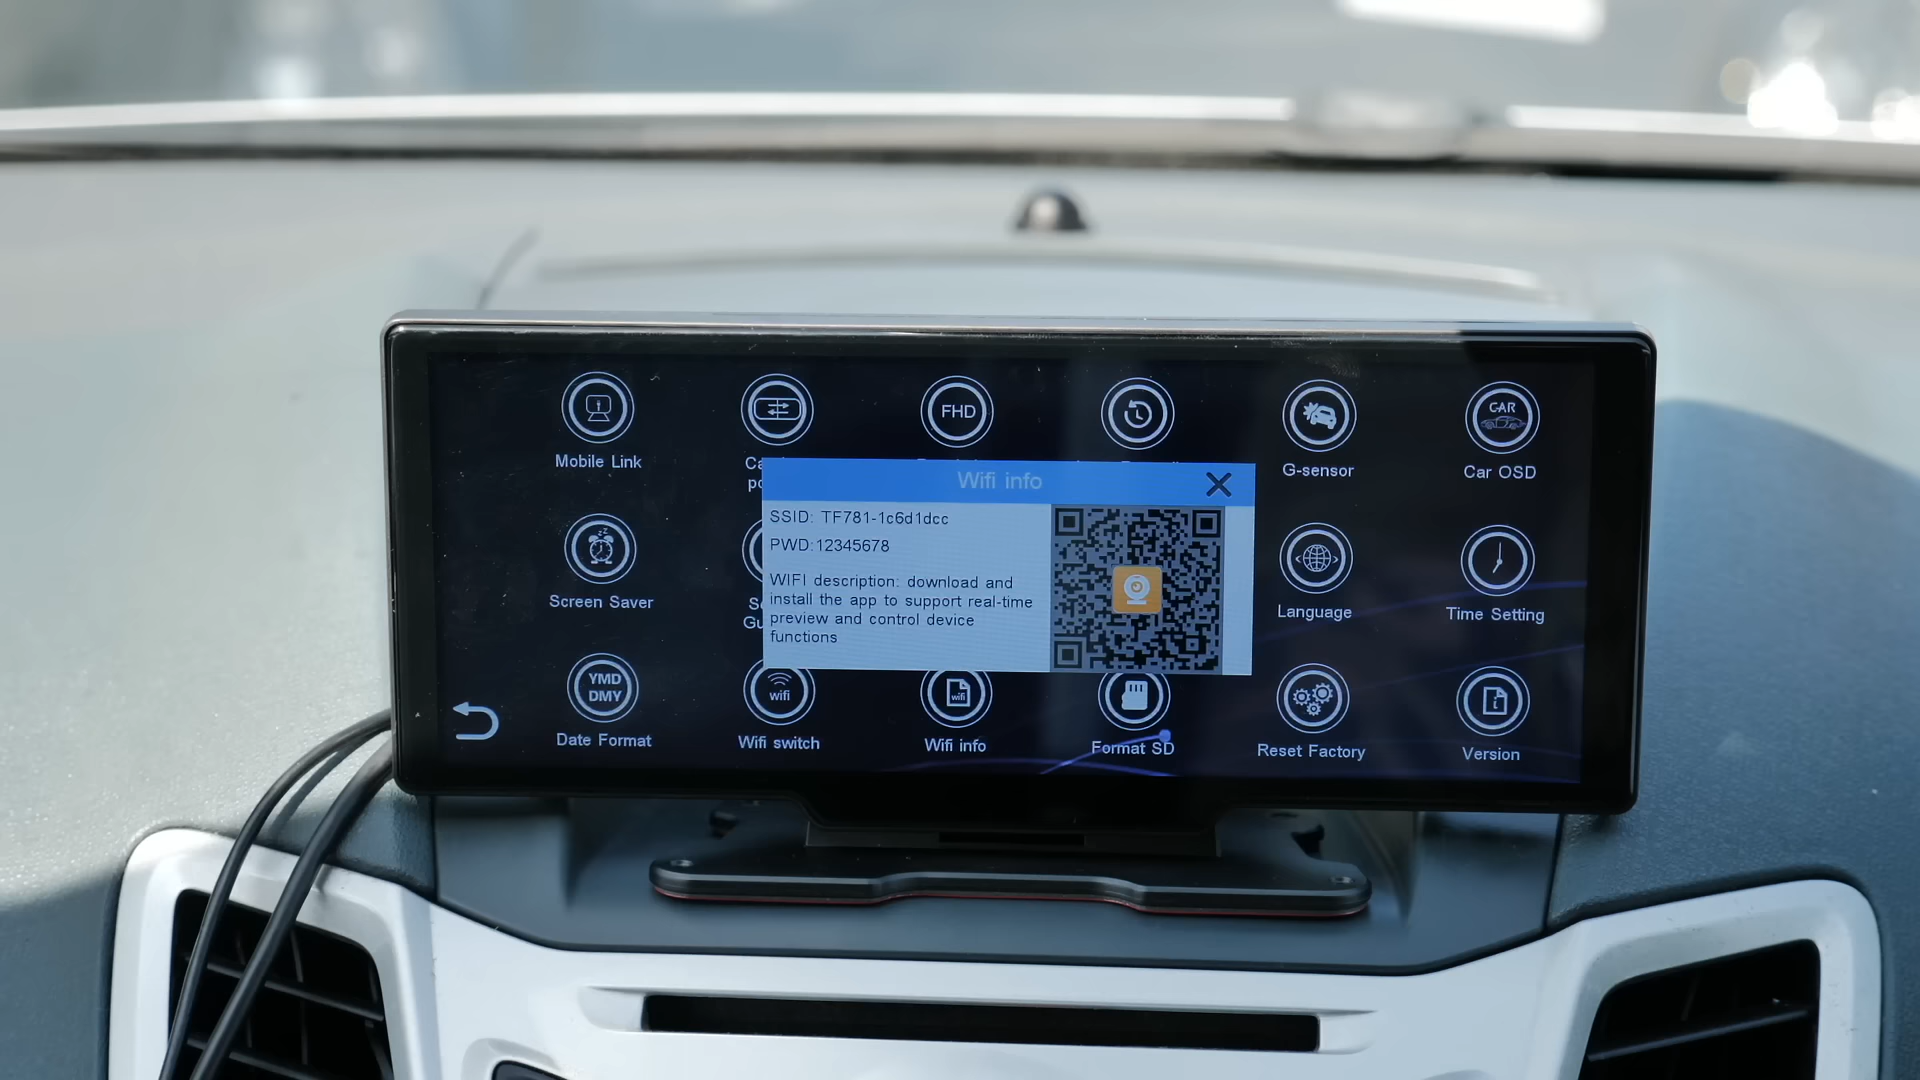 FHD
CAR
Mobile Link
G-sensor
Car OSD
Wifi info
SSID: TF781-1c6d1dcc
PWD:12345678
WIFI description: download and
install the app to support real-time
preview and control device
functions
Screen Saver
Language
Time Setting
YMD
DMY
wifi
wifi
Date Format
Wifi switch
Wifi info
Format SD
Reset Factory
Version